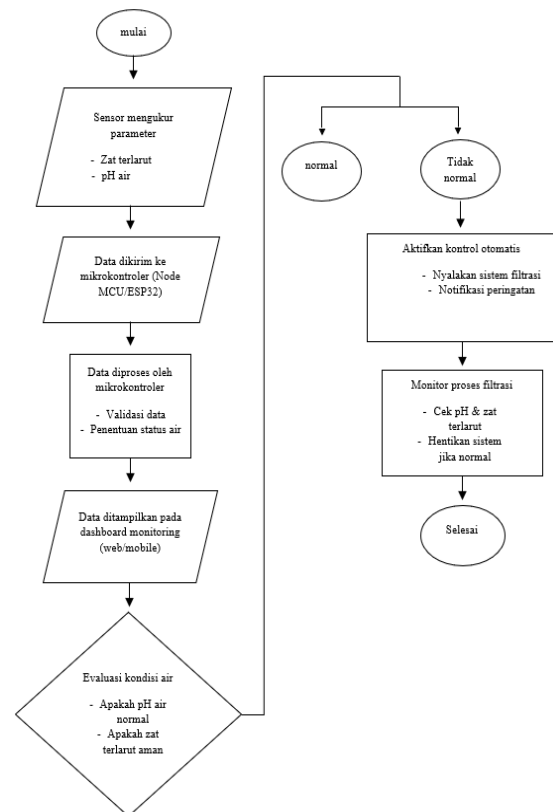 mulai
Sensor mengukur
parameter
- Zat terlarut
- pH air
Data dikirim ke
mikrokontroler (Node
MCU/ESP32)
Data diproses oleh
mikrokontroler
- Validasi data
- Penentuan status air
Data ditampilkan pada
dashboard monitoring
(web/mobile)
Evaluasi kondisi air
- Apakah pH air
normal
- Apakah zat
terlarut aman
normal
Tidak
normal
Aktifkan kontrol otomatis
- Nyalakan sistem filtrasi
- Notifikasi peringatan
Monitor proses filtrasi
- Cek pH & zat
terlarut
- Hentikan sistem
jika normal
Selesai